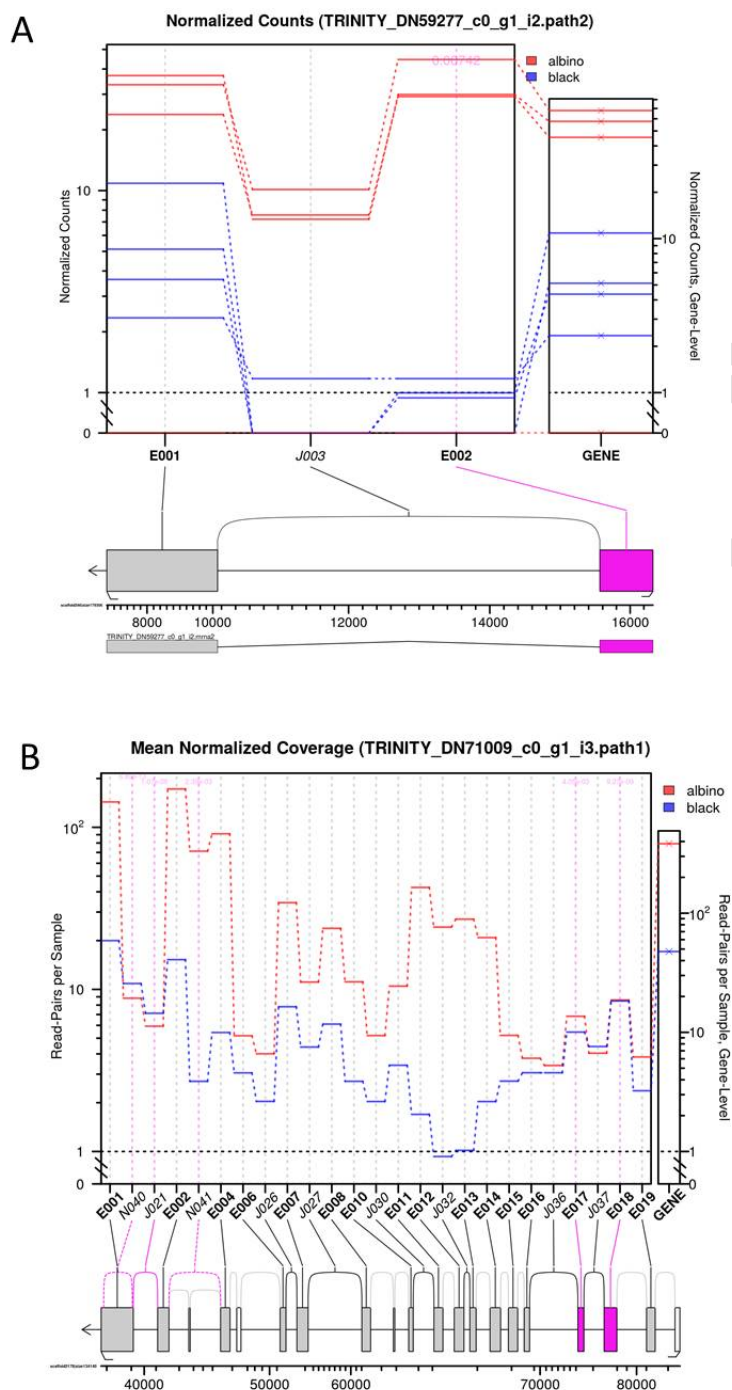 A
Normalized Counts (TRINITY_DN59277_c0_g1_i2.path2)
albino
black
0.00742
Normalized Counts
10
1
0
Normalized Counts, Gene-Level
10
1
0
E001 J003 E002 GENE
8000 10000 12000 14000 16000
TRINITY_DN59277_c0_g1_i2.mrna2
B
Mean Normalized Coverage (TRINITY_DN71009_c0_g1_i3.path1)
albino
black
Read-Pairs per Sample
10²
10
1
0
Read-Pairs per Sample, Gene-Level
10²
10
1
0
E001 N040 J021 E002 N041 E004 E006 J026 E007 J027 E008 E010 J030 E011 E012 J032 E013 E014 E015 E016 J036 E017 J037 E018 E019 GENE
40000 50000 60000 70000 80000